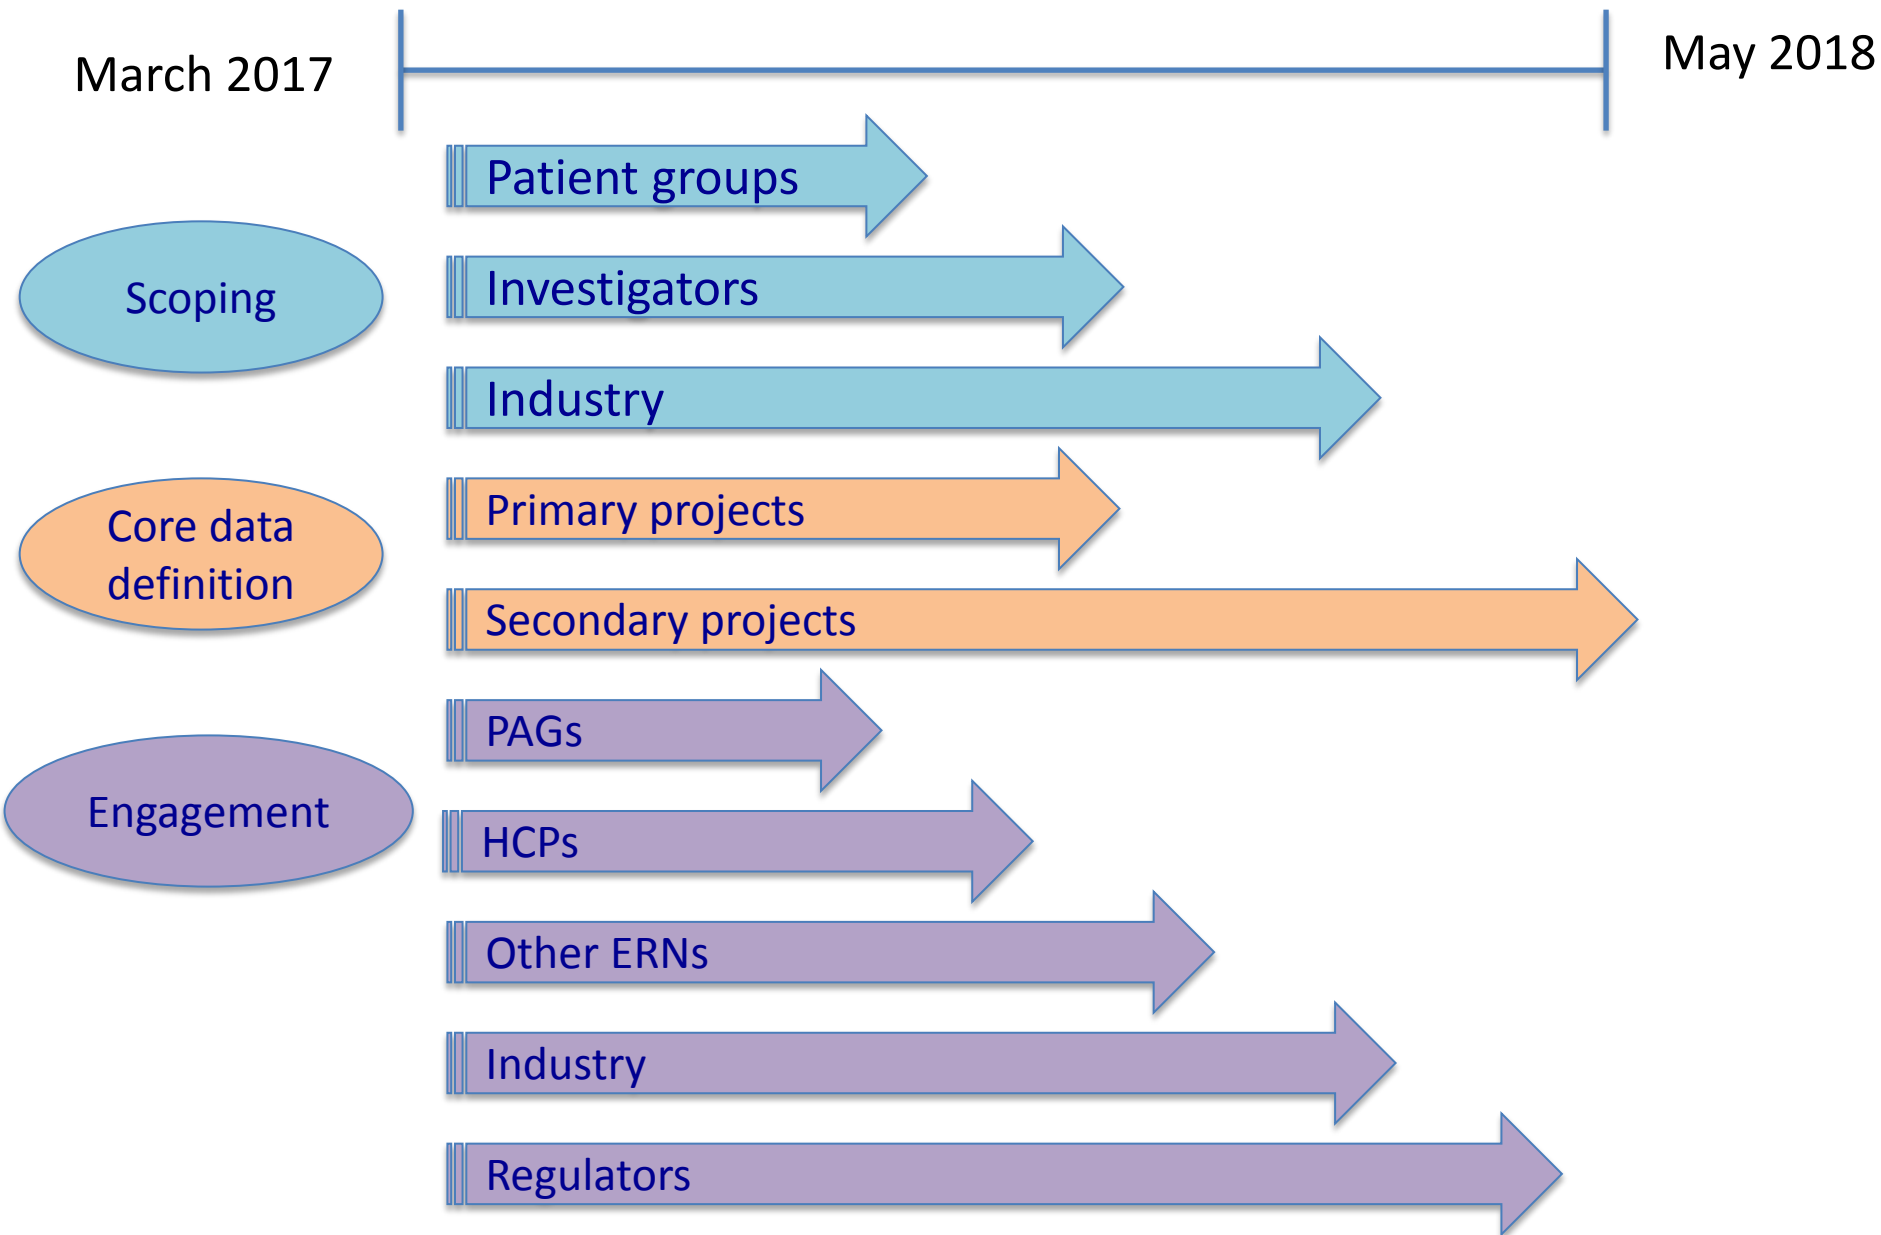 March 2017
May 2018
Patient groups
Scoping
Investigators
Industry
Core data
definition
Primary projects
Secondary projects
PAGs
Engagement
HCPs
Other ERNs
Industry
Regulators